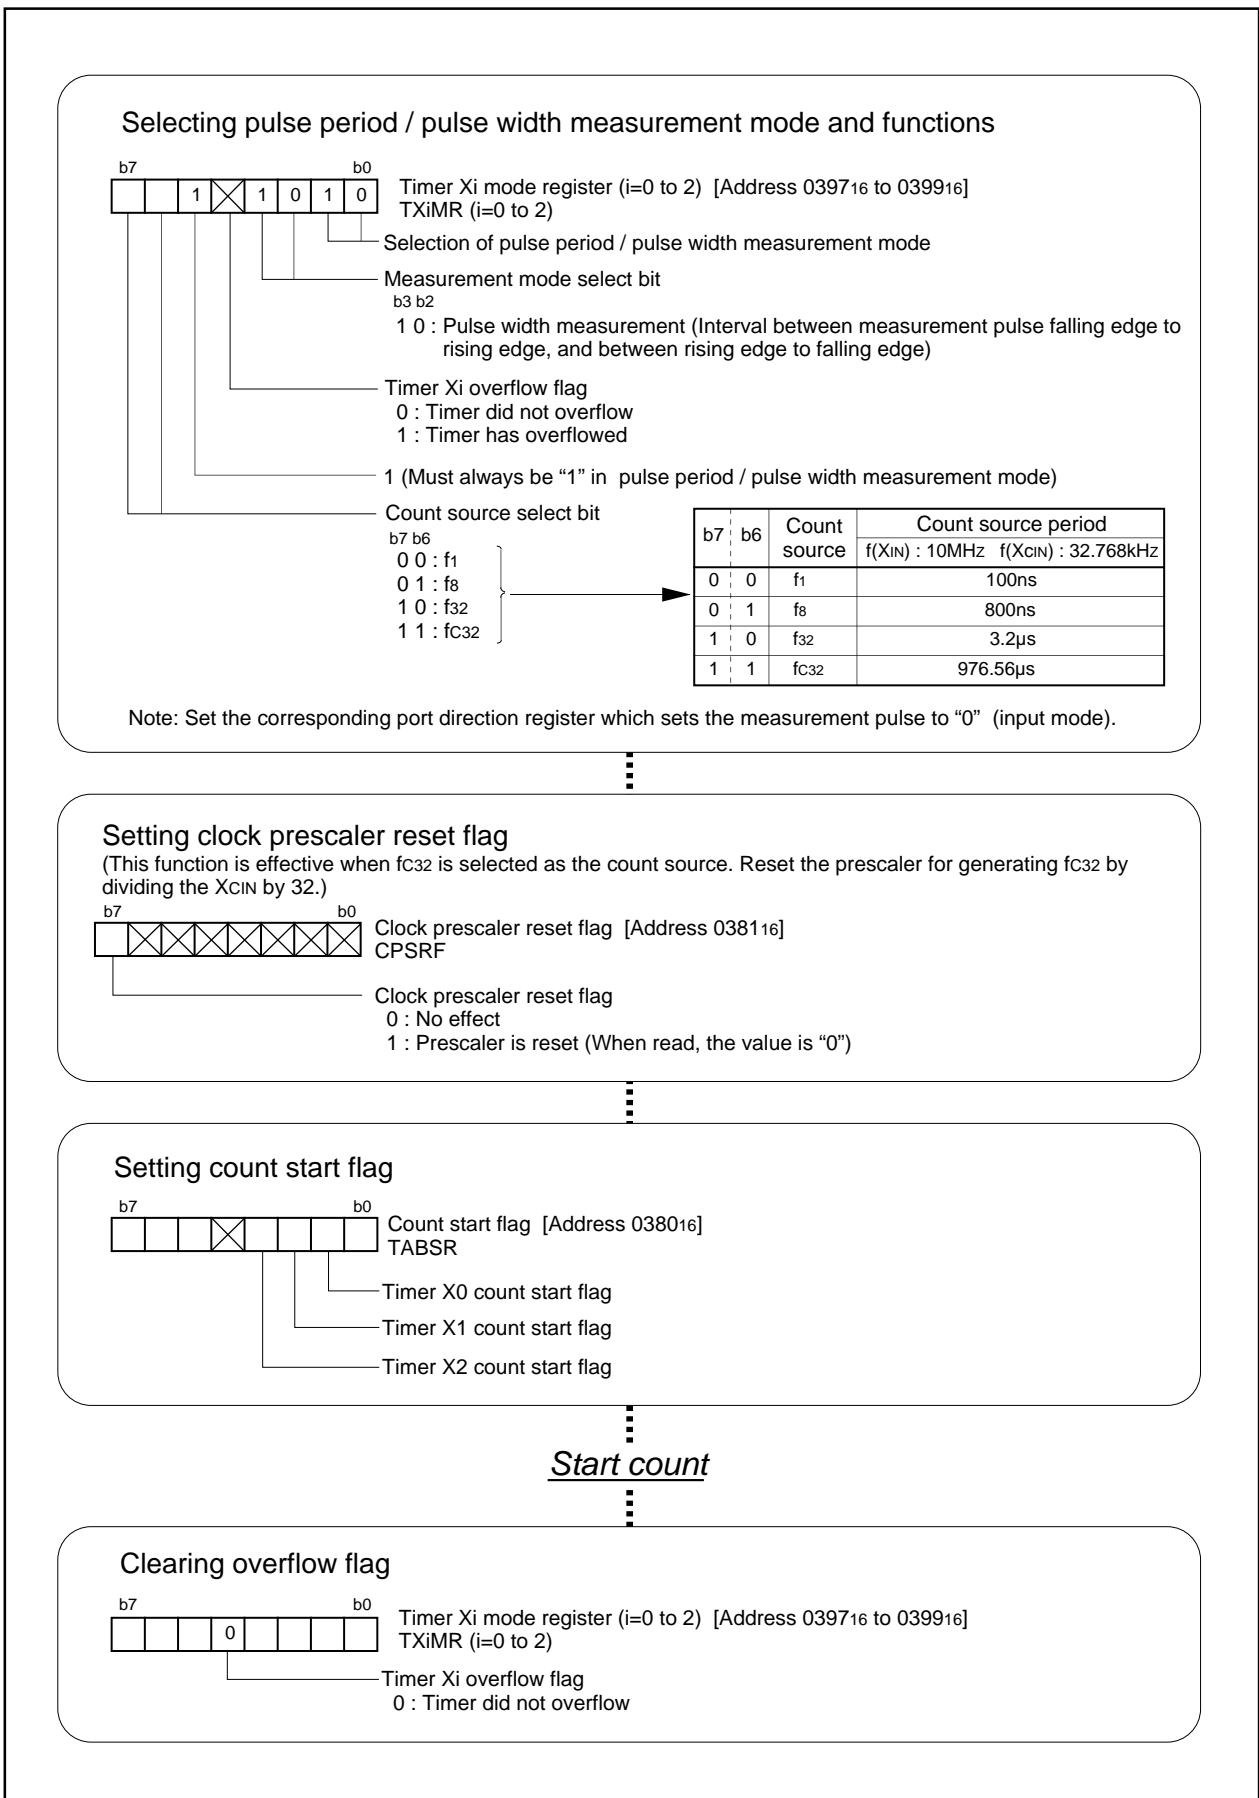 Selecting pulse period / pulse width measurement mode and functions
b7 b0
1 1 0 1 0
Timer Xi mode register (i=0 to 2) [Address 039716 to 039916]
TXiMR (i=0 to 2)
Selection of pulse period / pulse width measurement mode
Measurement mode select bit
b3 b2
1 0 : Pulse width measurement (Interval between measurement pulse falling edge to
rising edge, and between rising edge to falling edge)
Timer Xi overflow flag
0 : Timer did not overflow
1 : Timer has overflowed
1 (Must always be “1” in pulse period / pulse width measurement mode)
Count source select bit
b7 b6
0 0 : f1
0 1 : f8
1 0 : f32
1 1 : fC32
b7 b6 Count source Count source period
f(XIN) : 10MHz f(XCIN) : 32.768kHz
0 0 f1 100ns
0 1 f8 800ns
1 0 f32 3.2µs
1 1 fC32 976.56µs
Note: Set the corresponding port direction register which sets the measurement pulse to “0” (input mode).
Setting clock prescaler reset flag
(This function is effective when fC32 is selected as the count source. Reset the prescaler for generating fC32 by
dividing the XCIN by 32.)
b7 b0
Clock prescaler reset flag [Address 038116]
CPSRF
Clock prescaler reset flag
0 : No effect
1 : Prescaler is reset (When read, the value is “0”)
Setting count start flag
b7 b0
Count start flag [Address 038016]
TABSR
Timer X0 count start flag
Timer X1 count start flag
Timer X2 count start flag
Start count
Clearing overflow flag
b7 b0
0
Timer Xi mode register (i=0 to 2) [Address 039716 to 039916]
TXiMR (i=0 to 2)
Timer Xi overflow flag
0 : Timer did not overflow